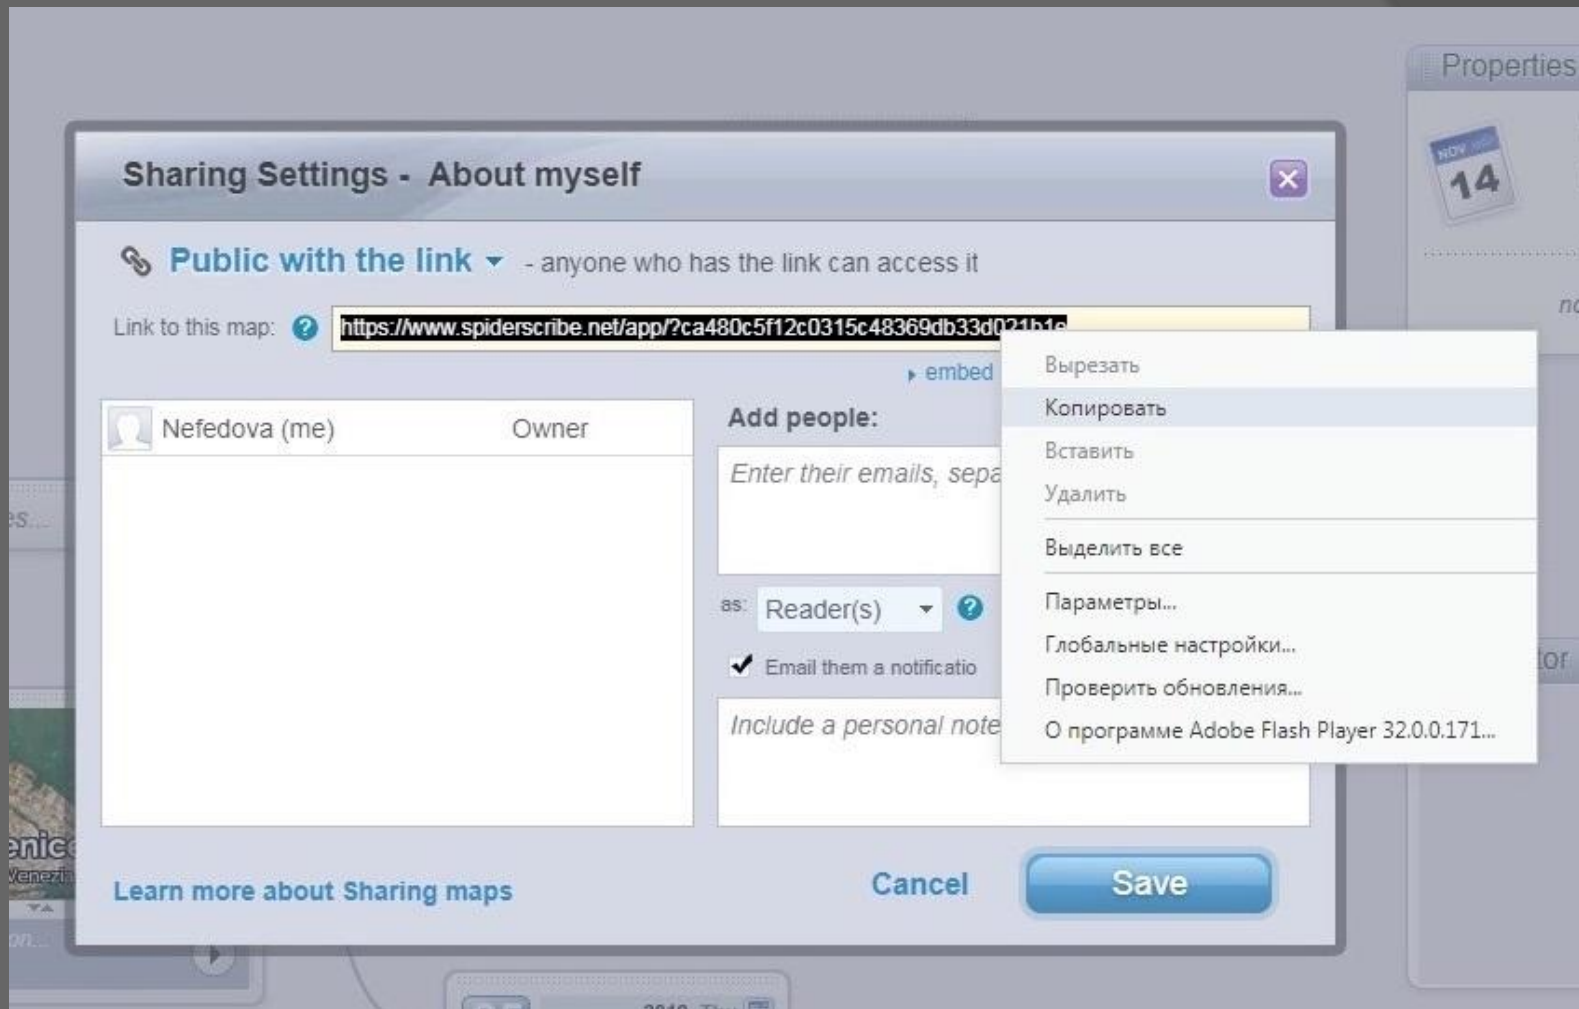 Properties
NOV
14
Sharing Settings - About myself
Public with the link - anyone who has the link can access it
Link to this map: ? https://www.spiderscribe.net/app/?ca480c5f12c0315c48369db33d021b1e
embed
Nefedova (me) Owner
Add people:
Enter their emails, sepa
as: Reader(s) ?
Email them a notificatio
Include a personal note
Вырезать
Копировать
Вставить
Удалить
Выделить все
Параметры...
Глобальные настройки...
Проверить обновления...
О программе Adobe Flash Player 32.0.0.171...
Learn more about Sharing maps
Cancel
Save